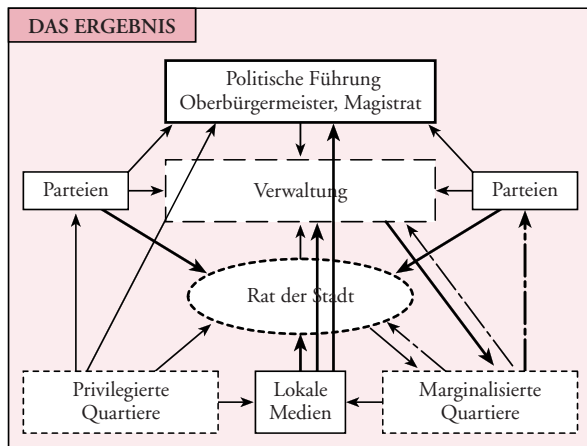 DAS ERGEBNIS
Politische Führung
Oberbürgermeister, Magistrat
Parteien
Verwaltung
Parteien
Rat der Stadt
Privilegierte
Quartiere
Lokale
Medien
Marginalisierte
Quartiere